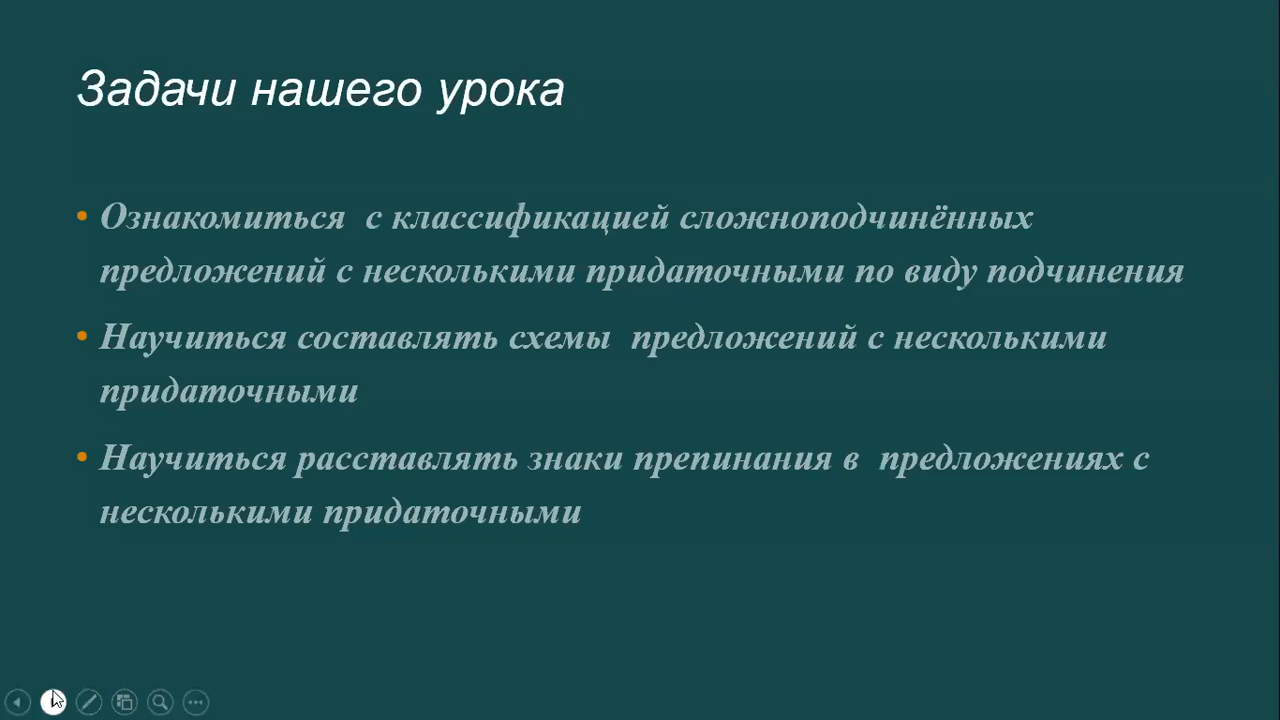 Задачи нашего урока
Ознакомиться с классификацией сложноподчинённых
предложений с несколькими придаточными по виду подчинения
Научиться составлять схемы предложений с несколькими
придаточными
Научиться расставлять знаки препинания в предложениях с
несколькими придаточными